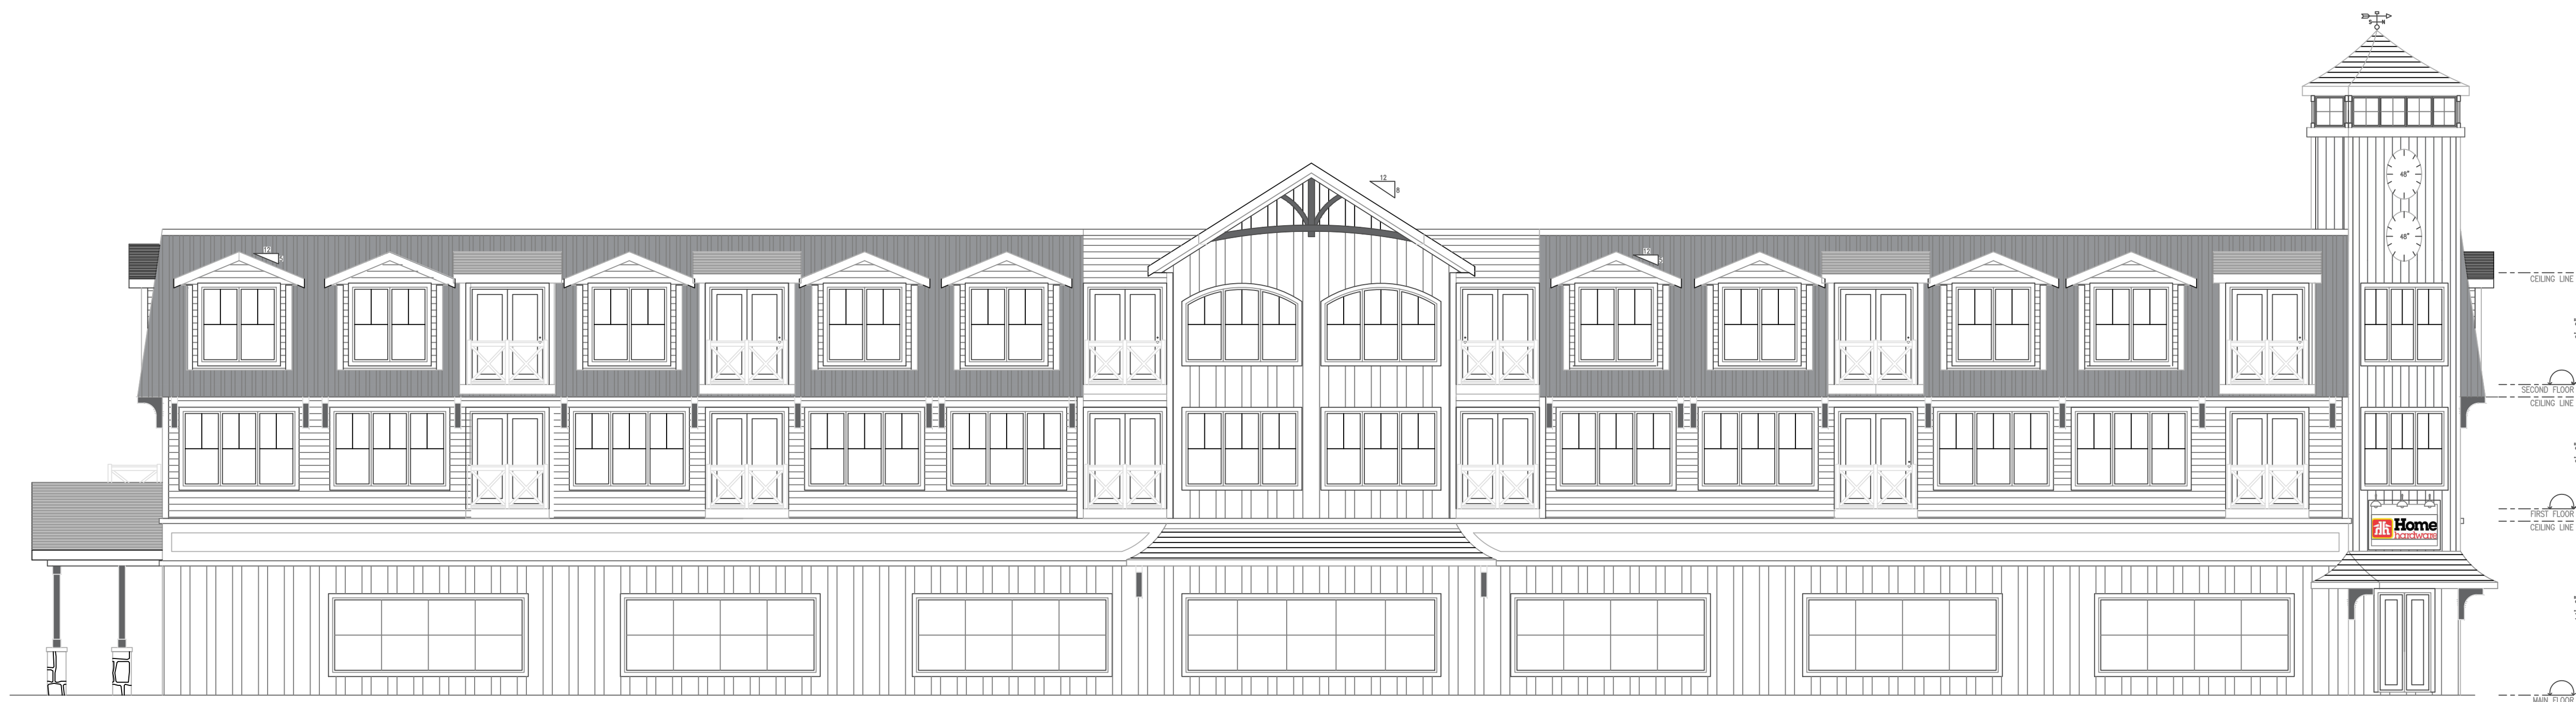 S N
48"
12
8
48"
12
5
12
5
CEILING LINE
SECOND FLOOR
CEILING LINE
FIRST FLOOR
CEILING LINE
Home
hardware
MAIN FLOOR